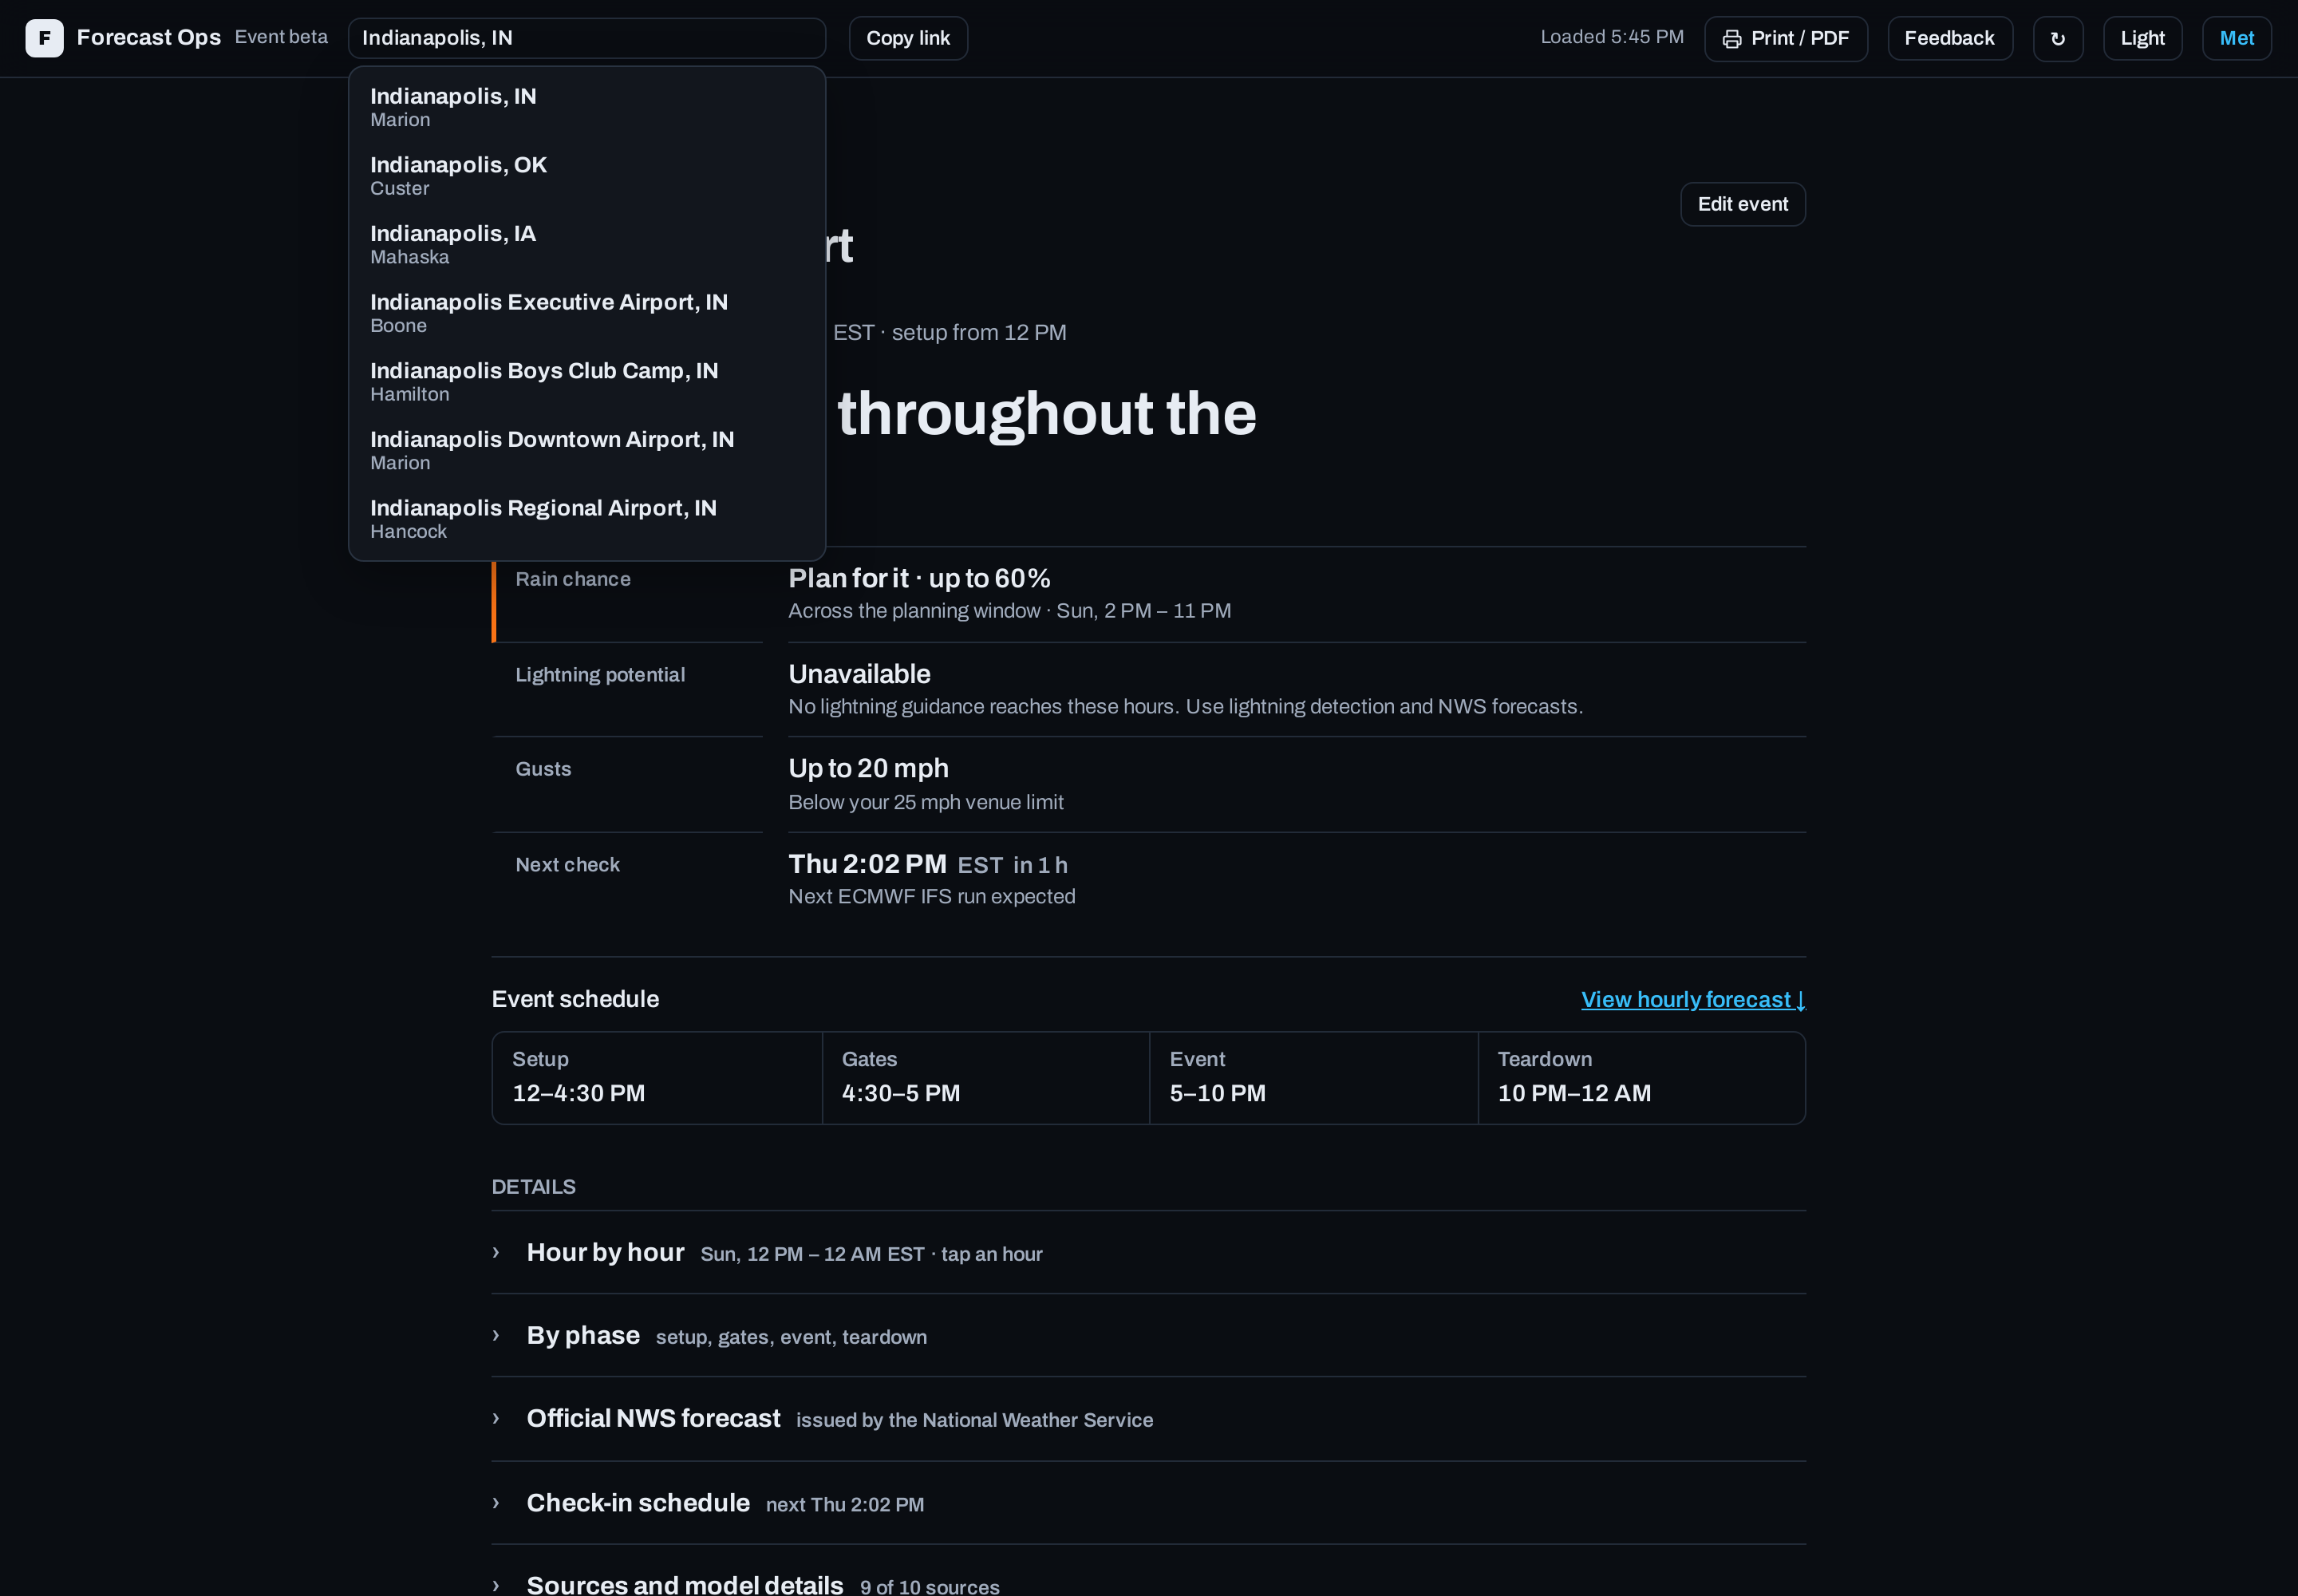 F Forecast Ops Event beta Indianapolis, IN Copy link Loaded 5:45 PM Print / PDF Feedback ↻ Light Met
Indianapolis, IN
Marion
Indianapolis, OK
Custer
Indianapolis, IA
Mahaska
Indianapolis Executive Airport, IN
Boone
Indianapolis Boys Club Camp, IN
Hamilton
Indianapolis Downtown Airport, IN
Marion
Indianapolis Regional Airport, IN
Hancock
Edit event
EST · setup from 12 PM
throughout the
Rain chance
Plan for it · up to 60%
Across the planning window · Sun, 2 PM – 11 PM
Lightning potential
Unavailable
No lightning guidance reaches these hours. Use lightning detection and NWS forecasts.
Gusts
Up to 20 mph
Below your 25 mph venue limit
Next check
Thu 2:02 PM EST in 1 h
Next ECMWF IFS run expected
Event schedule
View hourly forecast ↓
Setup
12–4:30 PM
Gates
4:30–5 PM
Event
5–10 PM
Teardown
10 PM–12 AM
DETAILS
› Hour by hour Sun, 12 PM – 12 AM EST · tap an hour
› By phase setup, gates, event, teardown
› Official NWS forecast issued by the National Weather Service
› Check-in schedule next Thu 2:02 PM
› Sources and model details 9 of 10 sources